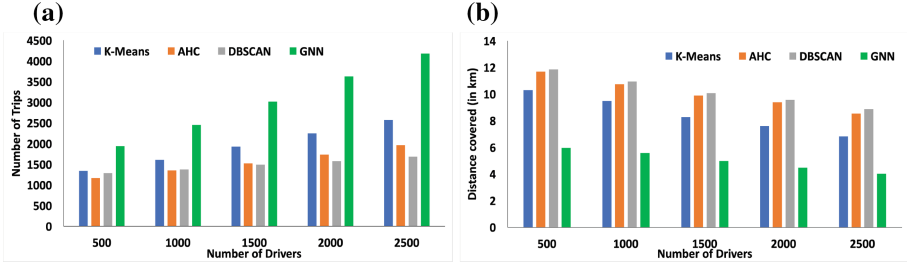 (a)
4500
4000
3500
3000
2500
2000
1500
1000
500
0
Number of Trips
K-Means AHC DBSCAN GNN
500 1000 1500 2000 2500
Number of Drivers
(b)
14
12
10
8
6
4
2
0
Distance covered (in km)
K-Means AHC DBSCAN GNN
500 1000 1500 2000 2500
Number of Drivers